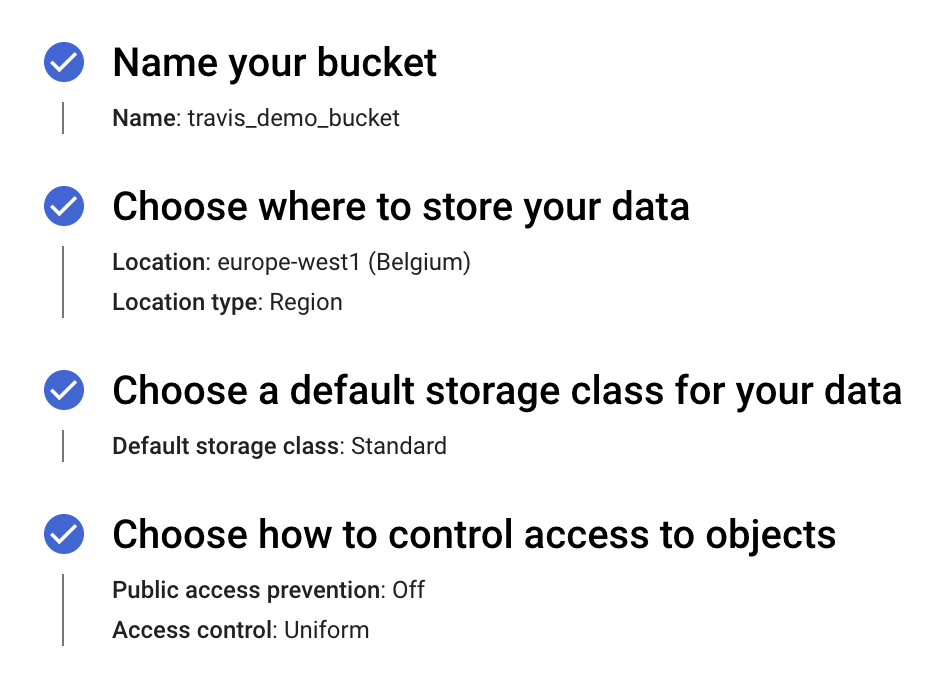 Name your bucket
Name: travis_demo_bucket
Choose where to store your data
Location: europe-west1 (Belgium)
Location type: Region
Choose a default storage class for your data
Default storage class: Standard
Choose how to control access to objects
Public access prevention: Off
Access control: Uniform